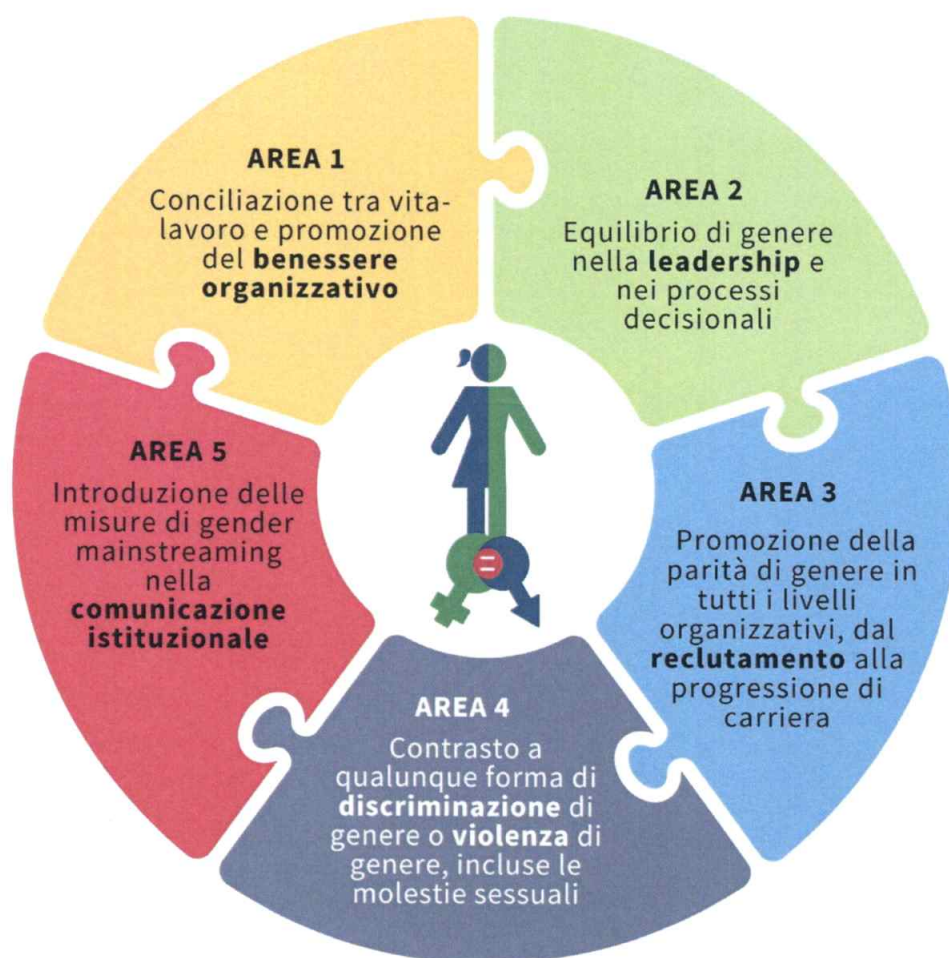 AREA 1
Conciliazione tra vita-
lavoro e promozione
del benessere
organizzativo
AREA 2
Equilibrio di genere
nella leadership e
nei processi
decisionali
AREA 3
Promozione della
parità di genere in
tutti i livelli
organizzativi, dal
reclutamento alla
progressione di
carriera
AREA 4
Contrasto a
qualunque forma di
discriminazione di
genere o violenza di
genere, incluse le
molestie sessuali
AREA 5
Introduzione delle
misure di gender
mainstreaming
nella
comunicazione
istituzionale